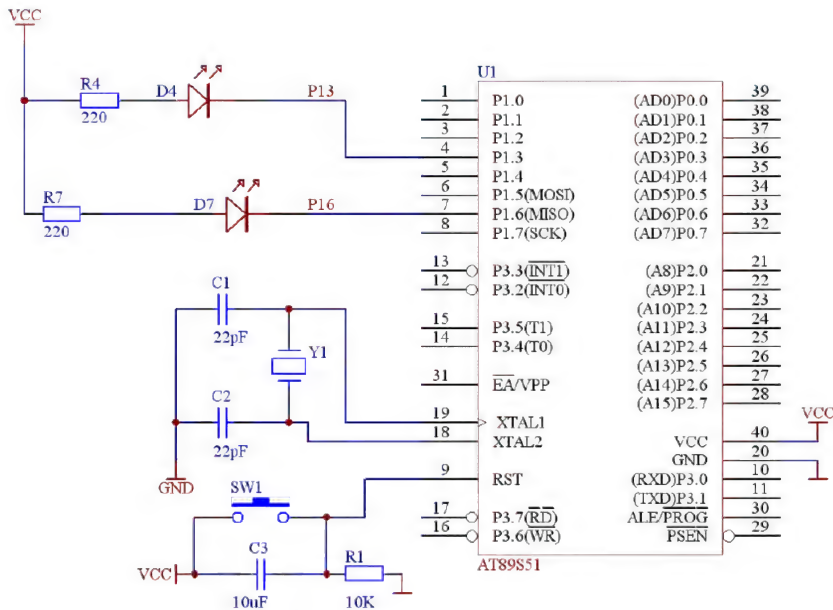 VCC
R4
220
D4
P13
R7
220
D7
P16
C1
22pF
Y1
C2
22pF
GND
SW1
C3
10uF
VCC
R1
10K
U1
1 P1.0
2 P1.1
3 P1.2
4 P1.3
5 P1.4
6 P1.5(MOSI)
7 P1.6(MISO)
8 P1.7(SCK)
13 P3.3(INT1)
12 P3.2(INT0)
15 P3.5(T1)
14 P3.4(T0)
31 EA/VPP
19 XTAL1
18 XTAL2
9 RST
17 P3.7(RD)
16 P3.6(WR)
(AD0)P0.0 39
(AD1)P0.1 38
(AD2)P0.2 37
(AD3)P0.3 36
(AD4)P0.4 35
(AD5)P0.5 34
(AD6)P0.6 33
(AD7)P0.7 32
(A8)P2.0 21
(A9)P2.1 22
(A10)P2.2 23
(A11)P2.3 24
(A12)P2.4 25
(A13)P2.5 26
(A14)P2.6 27
(A15)P2.7 28
VCC 40
GND 20
(RXD)P3.0 10
(TXD)P3.1 11
ALE/PROG 30
PSEN 29
VCC
AT89S51